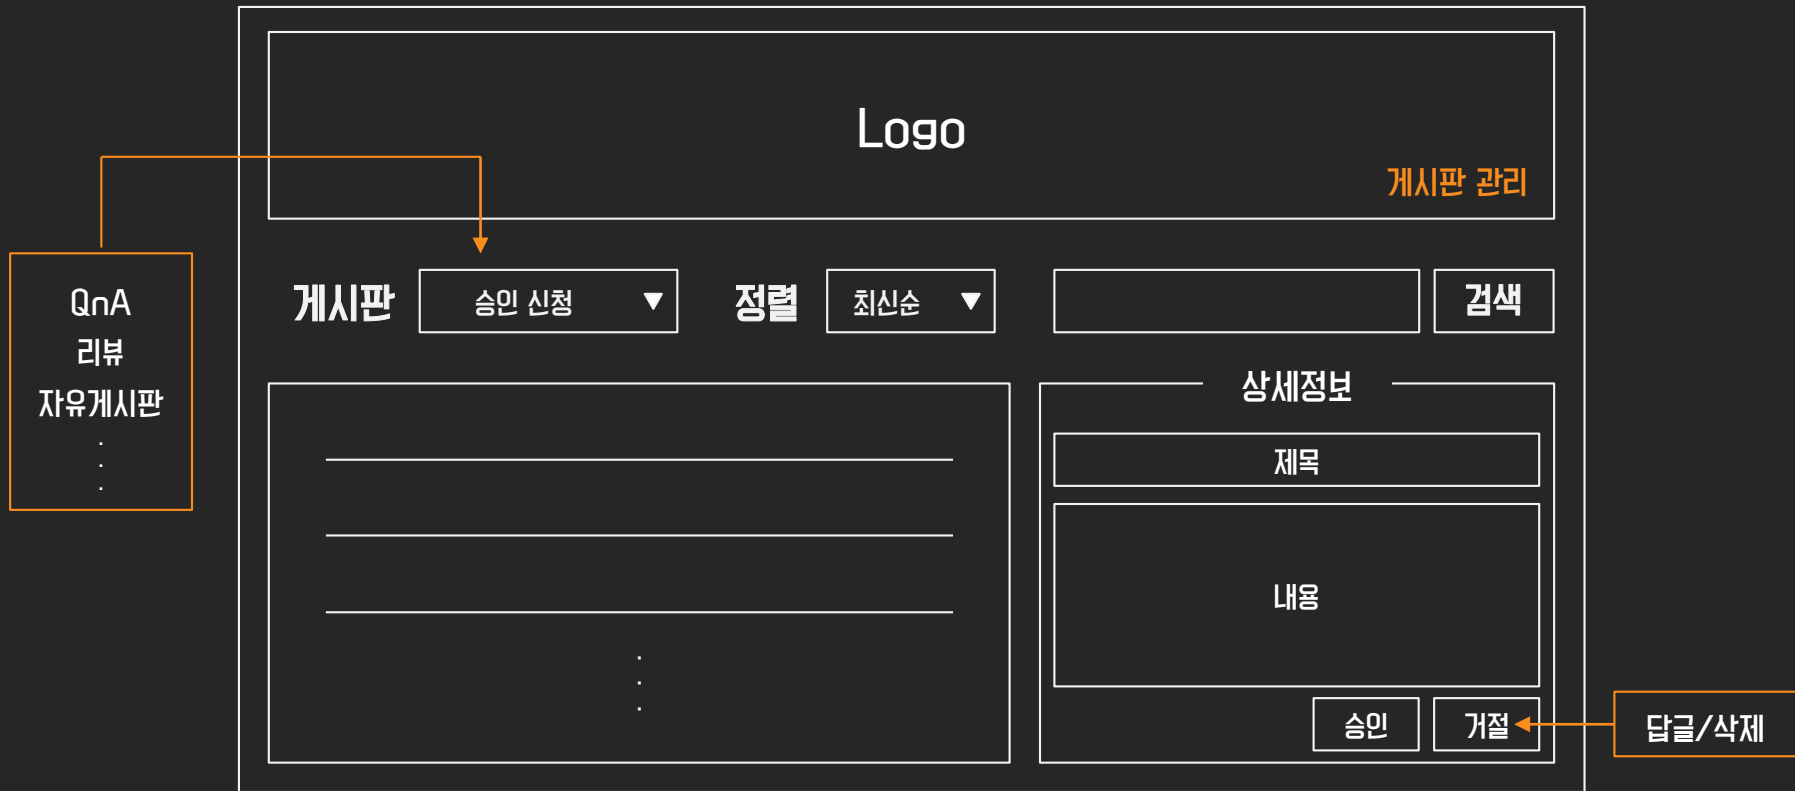 Logo
게시판 관리
QnA
리뷰
자유게시판
게시판
승인 신청
정렬
최신순
검색
상세정보
제목
내용
승인
거절
답글/삭제